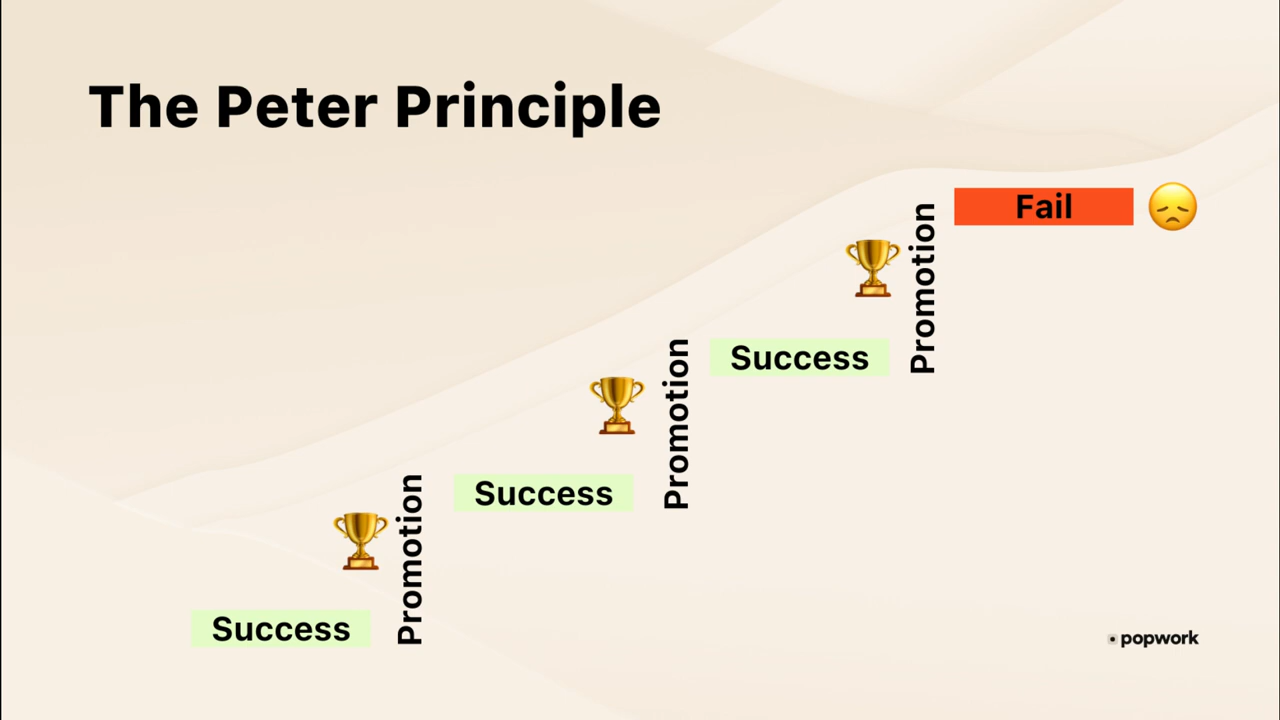 The Peter Principle
Fail
Promotion
Success
Promotion
Success
Promotion
Success
popwork